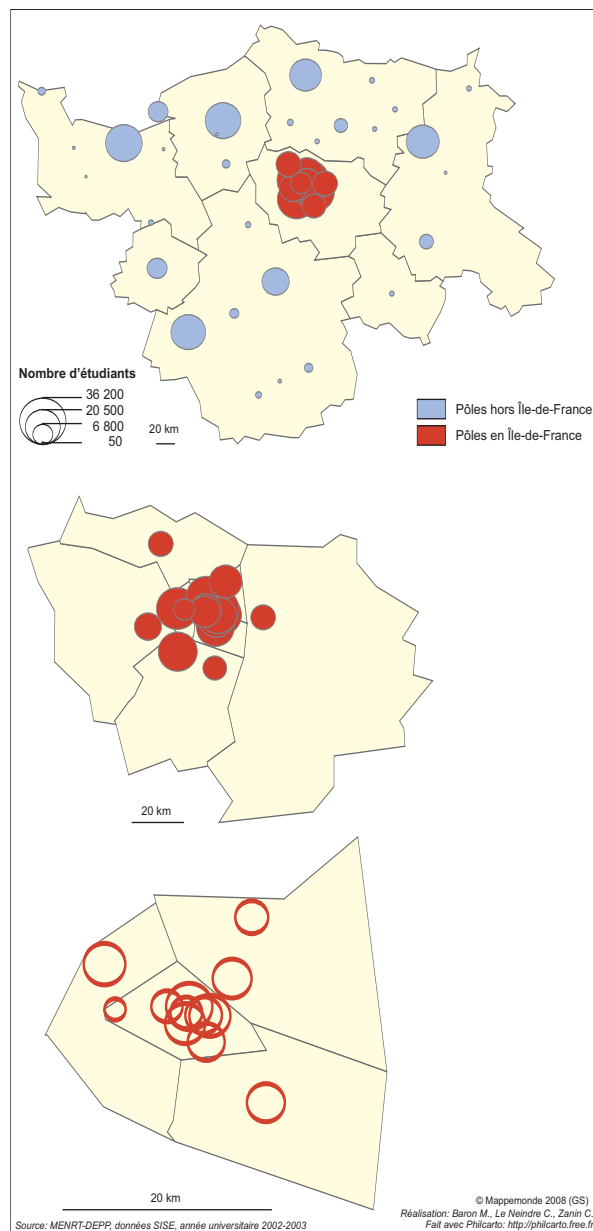 Nombre d'étudiants
36 200
20 500
6 800
50
20 km
Pôles hors Île-de-France
Pôles en Île-de-France
20 km
20 km
© Mappemonde 2008 (GS)
Réalisation: Baron M., Le Neindre C., Zanin C.
Source: MENRT-DEPP, données SISE, année universitaire 2002-2003
Fait avec Philcarto: http://philcarto.free.fr